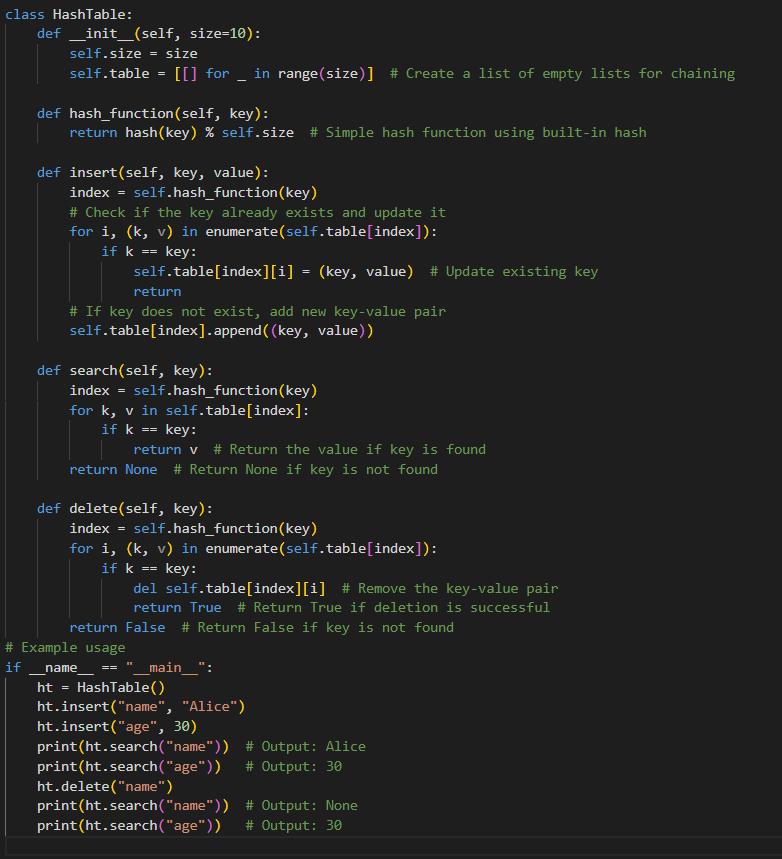 class HashTable:
    def __init__(self, size=10):
        self.size = size
        self.table = [[] for _ in range(size)]  # Create a list of empty lists for chaining

    def hash_function(self, key):
        return hash(key) % self.size  # Simple hash function using built-in hash

    def insert(self, key, value):
        index = self.hash_function(key)
        # Check if the key already exists and update it
        for i, (k, v) in enumerate(self.table[index]):
            if k == key:
                self.table[index][i] = (key, value)  # Update existing key
                return
        # If key does not exist, add new key-value pair
        self.table[index].append((key, value))

    def search(self, key):
        index = self.hash_function(key)
        for k, v in self.table[index]:
            if k == key:
                return v  # Return the value if key is found
        return None  # Return None if key is not found

    def delete(self, key):
        index = self.hash_function(key)
        for i, (k, v) in enumerate(self.table[index]):
            if k == key:
                del self.table[index][i]  # Remove the key-value pair
                return True  # Return True if deletion is successful
        return False  # Return False if key is not found
# Example usage
if __name__ == "__main__":
    ht = HashTable()
    ht.insert("name", "Alice")
    ht.insert("age", 30)
    print(ht.search("name"))  # Output: Alice
    print(ht.search("age"))   # Output: 30
    ht.delete("name")
    print(ht.search("name"))  # Output: None
    print(ht.search("age"))   # Output: 30